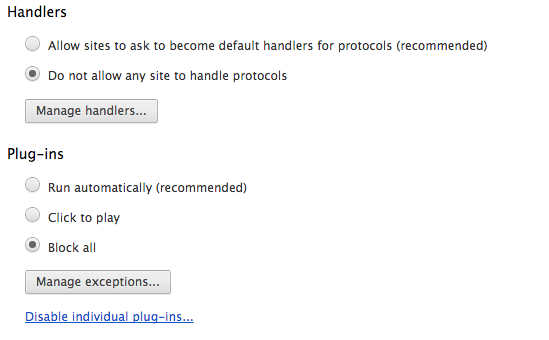 Handlers
Allow sites to ask to become default handlers for protocols (recommended)
Do not allow any site to handle protocols
Manage handlers...
Plug-ins
Run automatically (recommended)
Click to play
Block all
Manage exceptions...
Disable individual plug-ins...